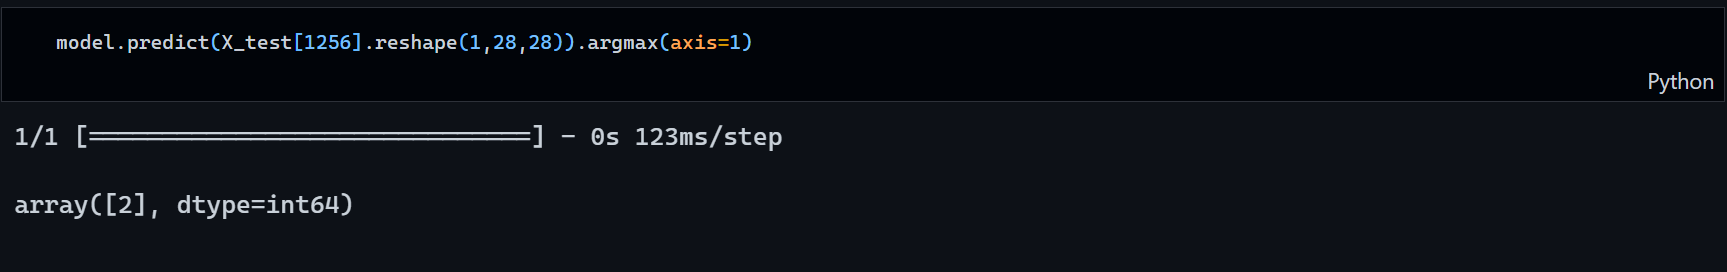 model.predict(X_test[1256].reshape(1,28,28)).argmax(axis=1)
Python
1/1 [==============================] - 0s 123ms/step
array([2], dtype=int64)